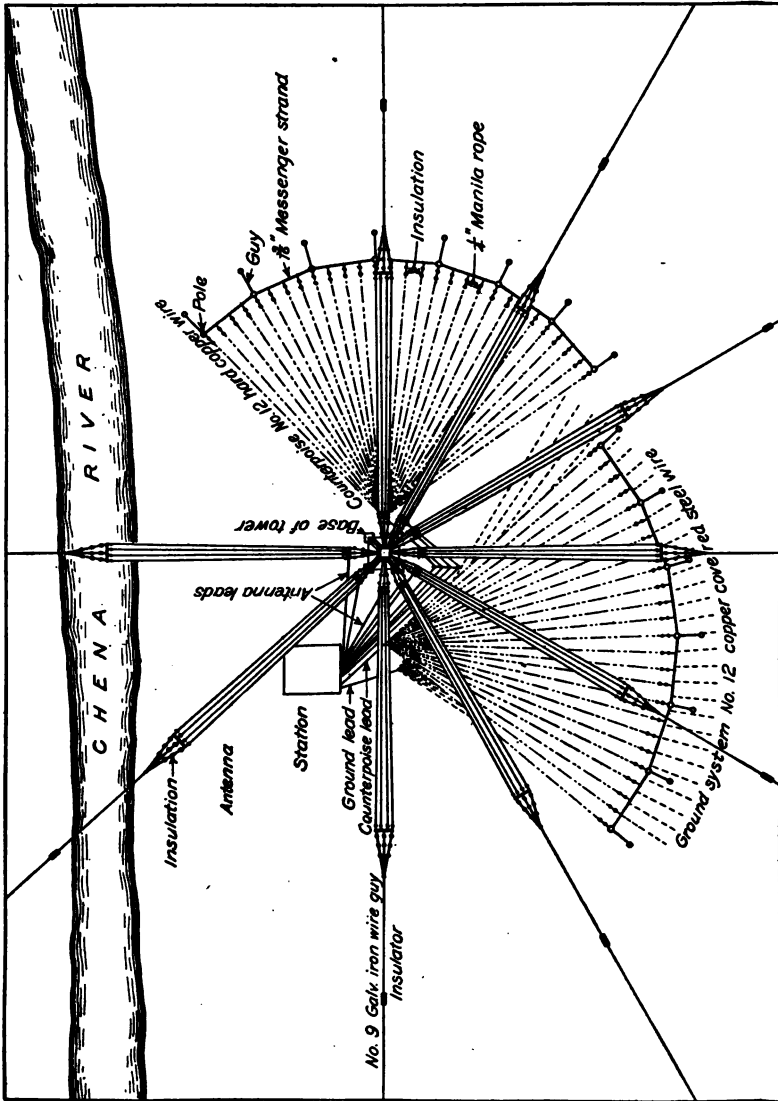 CHENA RIVER
Pole
Guy
5/16" Messenger strand
Insulation
1/4" Manila rope
Counterpoise No. 12 hard copper wire
Base of tower
Antenna leads
Station
Ground lead
Counterpoise lead
Insulation
Antenna
No. 9 Galv. iron wire guy
Insulator
Ground system No. 12 copper covered steel wire